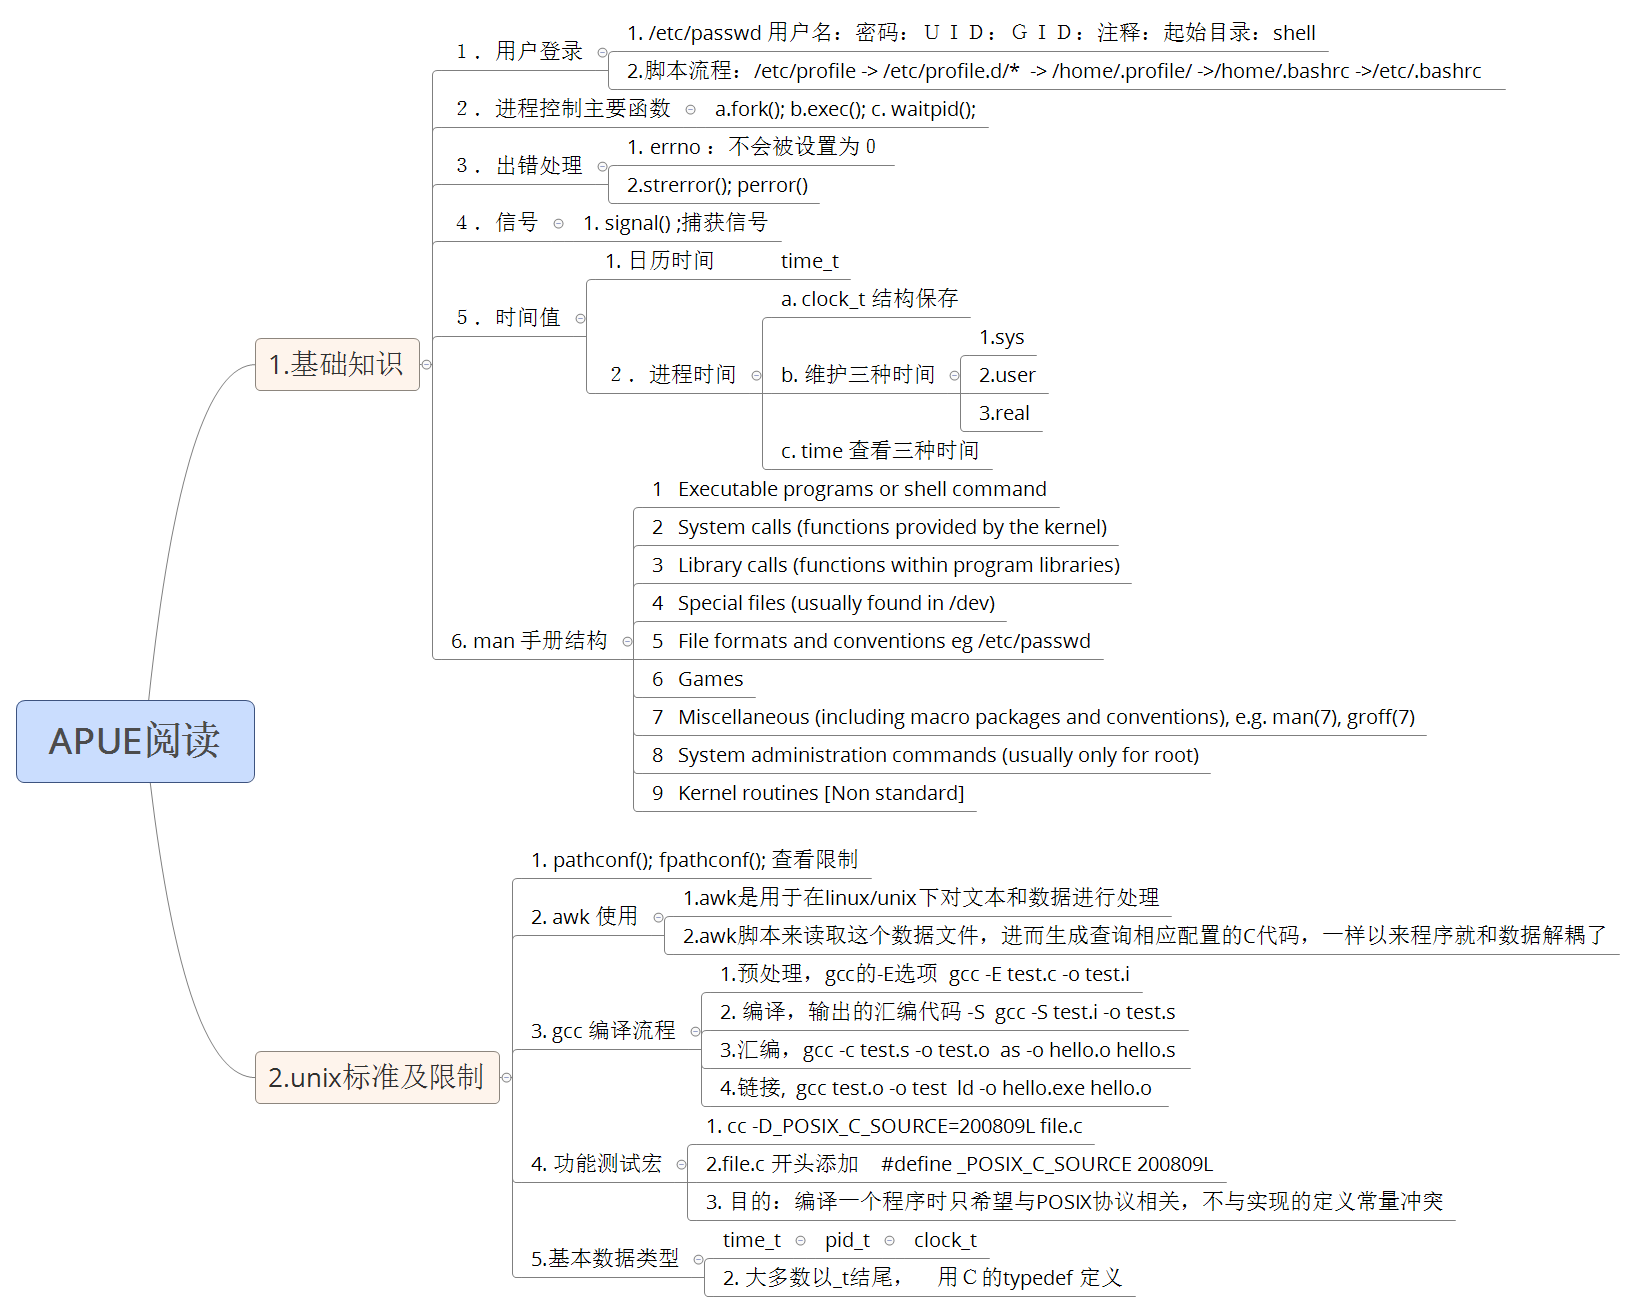 APUE阅读
1.基础知识
１．用户登录
1. /etc/passwd 用户名：密码：ＵＩＤ：ＧＩＤ：注释：起始目录：shell
2.脚本流程：/etc/profile -> /etc/profile.d/*  -> /home/.profile/ ->/home/.bashrc ->/etc/.bashrc
２．进程控制主要函数
a.fork(); b.exec(); c. waitpid();
３．出错处理
1. errno：不会被设置为０
2.strerror(); perror()
４．信号
1. signal() ;捕获信号
５．时间值
1. 日历时间 time_t
２．进程时间
a. clock_t 结构保存
b. 维护三种时间
1.sys
2.user
3.real
c. time 查看三种时间
6. man 手册结构
1 Executable programs or shell command
2 System calls (functions provided by the kernel)
3 Library calls (functions within program libraries)
4 Special files (usually found in /dev)
5 File formats and conventions eg /etc/passwd
6 Games
7 Miscellaneous (including macro packages and conventions), e.g. man(7), groff(7)
8 System administration commands (usually only for root)
9 Kernel routines [Non standard]
2.unix标准及限制
1. pathconf(); fpathconf(); 查看限制
2. awk 使用
1.awk是用于在linux/unix下对文本和数据进行处理
2.awk脚本来读取这个数据文件，进而生成查询相应配置的C代码，一样以来程序就和数据解耦了
3. gcc 编译流程
1.预处理，gcc的-E选项 gcc -E test.c -o test.i
2. 编译，输出的汇编代码 -S gcc -S test.i -o test.s
3.汇编，gcc -c test.s -o test.o as -o hello.o hello.s
4.链接, gcc test.o -o test ld -o hello.exe hello.o
4. 功能测试宏
1. cc -D_POSIX_C_SOURCE=200809L file.c
2.file.c 开头添加 #define _POSIX_C_SOURCE 200809L
3. 目的：编译一个程序时只希望与POSIX协议相关，不与实现的定义常量冲突
5.基本数据类型
time_t pid_t clock_t
2. 大多数以_t结尾， 用Ｃ的typedef 定义